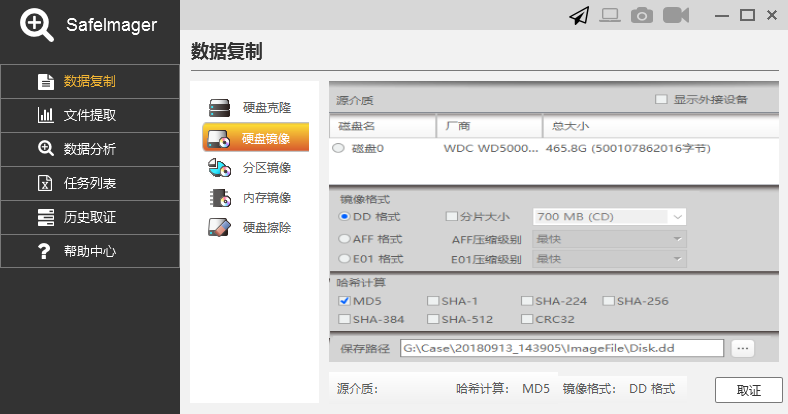 SafeImager
数据复制
文件提取
数据分析
任务列表
历史取证
帮助中心
数据复制
硬盘克隆
硬盘镜像
分区镜像
内存镜像
硬盘擦除
源介质 显示外接设备
磁盘名 厂商 总大小
磁盘0 WDC WD5000... 465.8G (500107862016字节)
镜像格式
DD 格式 分片大小 700 MB (CD)
AFF 格式 AFF压缩级别 最快
E01 格式 E01压缩级别 最快
哈希计算
MD5 SHA-1 SHA-224 SHA-256
SHA-384 SHA-512 CRC32
保存路径 G:\Case\20180913_143905\ImageFile\Disk.dd ...
源介质: 哈希计算: MD5 镜像格式: DD 格式 取证